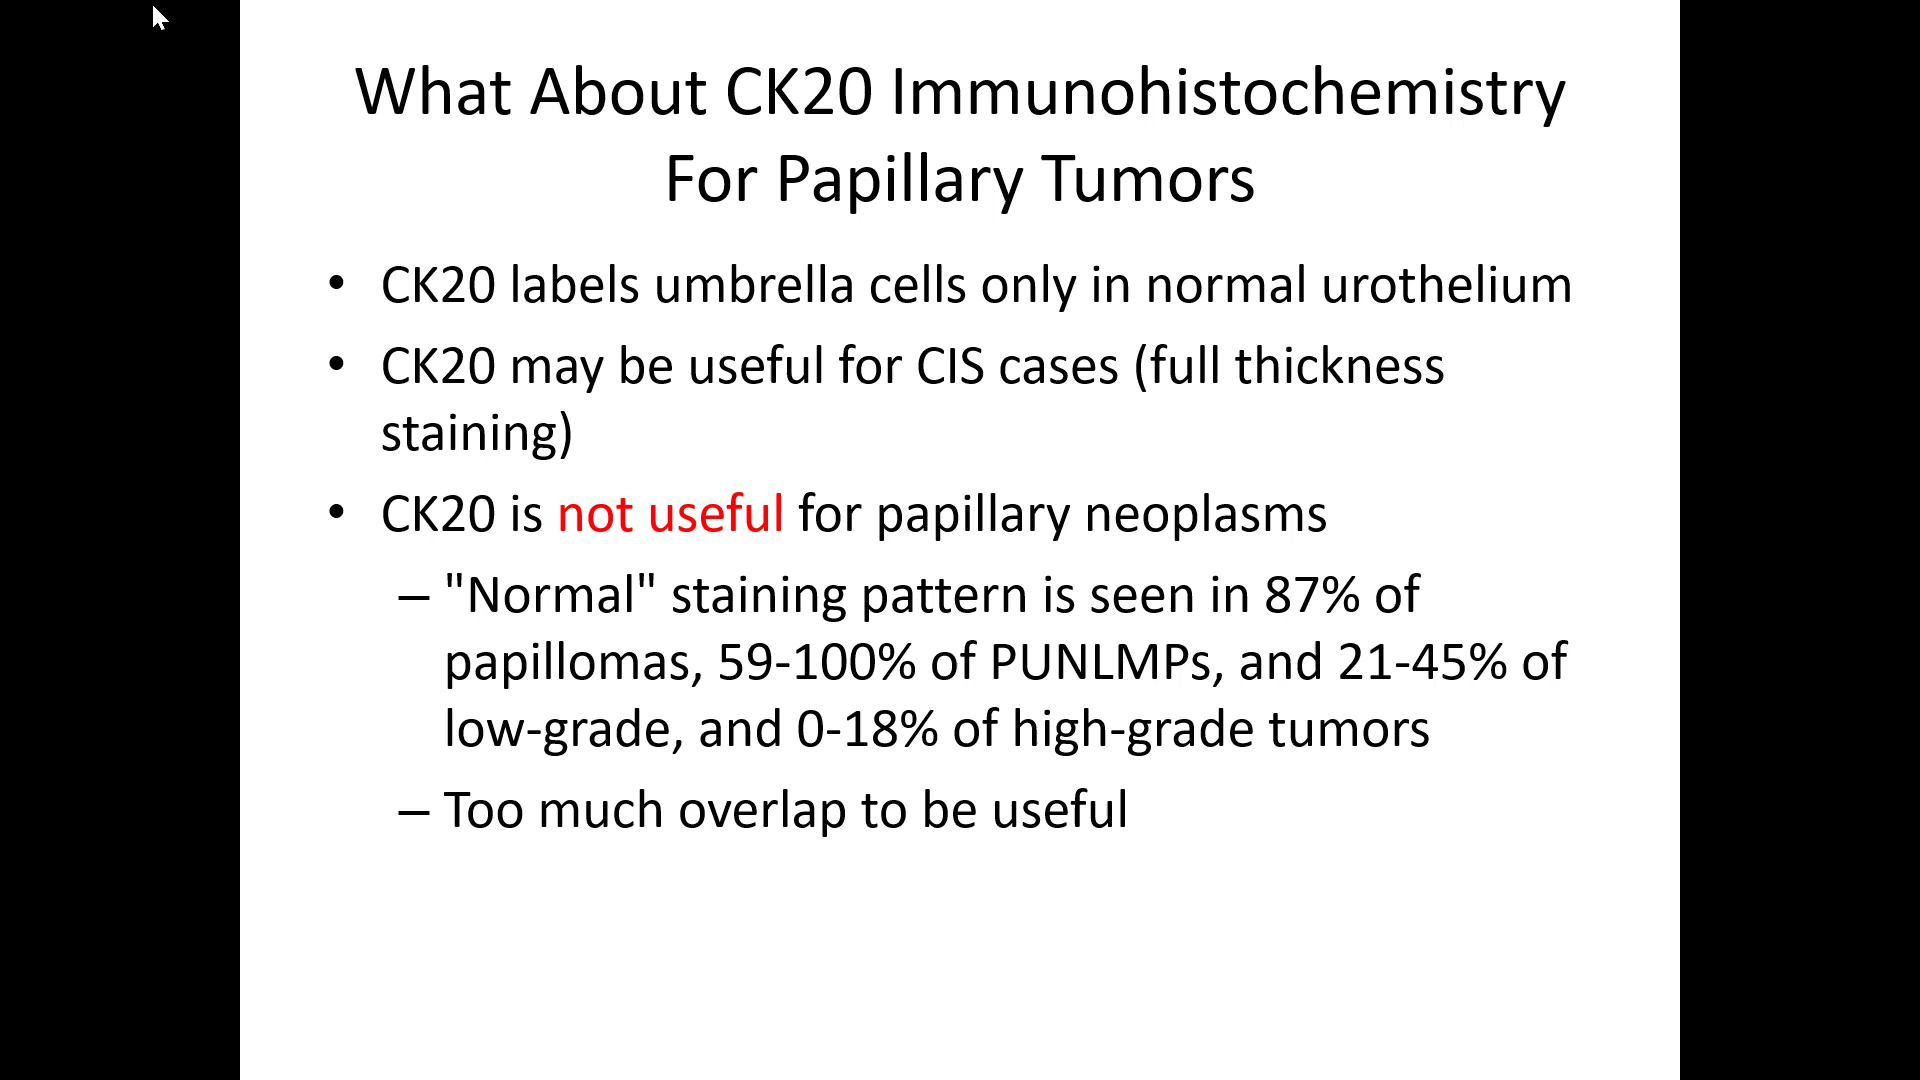 What About CK20 Immunohistochemistry
For Papillary Tumors
• CK20 labels umbrella cells only in normal urothelium
• CK20 may be useful for CIS cases (full thickness
staining)
• CK20 is not useful for papillary neoplasms
– "Normal" staining pattern is seen in 87% of
papillomas, 59-100% of PUNLMPs, and 21-45% of
low-grade, and 0-18% of high-grade tumors
– Too much overlap to be useful